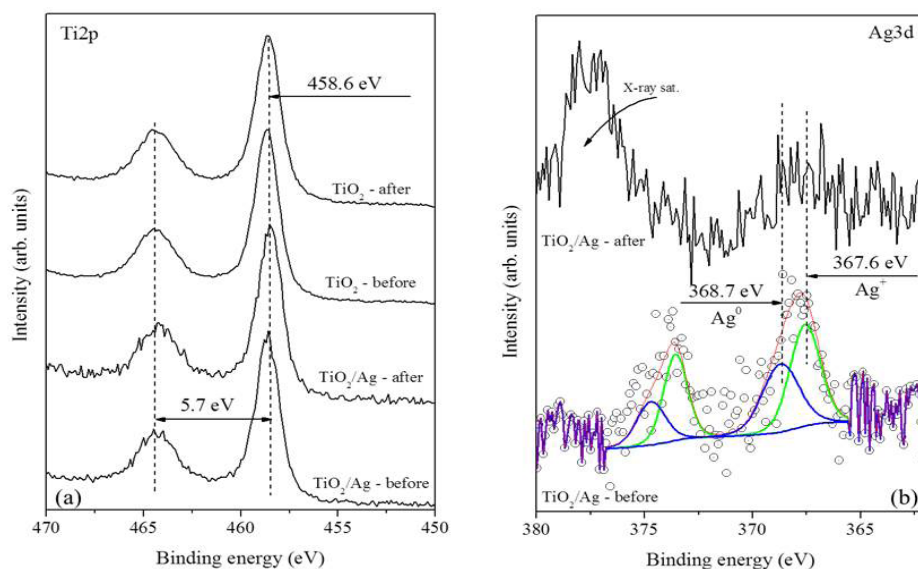 Ti2p
458.6 eV
TiO₂ - after
TiO₂ - before
TiO₂/Ag - after
5.7 eV
TiO₂/Ag - before
(a)
470 465 460 455 450
Binding energy (eV)
Intensity (arb. units)
Ag3d
X-ray sat.
TiO₂/Ag - after
367.6 eV
Ag⁺
368.7 eV
Ag⁰
TiO₂/Ag - before
(b)
380 375 370 365
Binding energy (eV)
Intensity (arb. units)